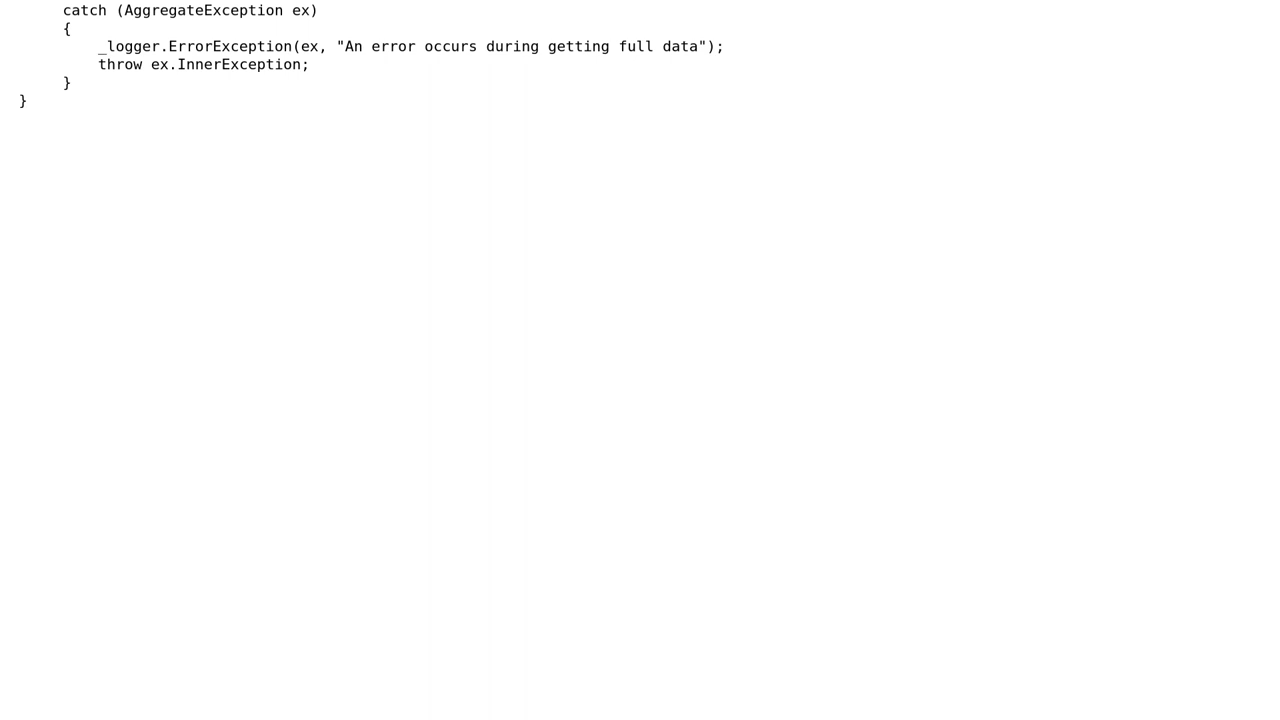 catch (AggregateException ex)
{
_logger.ErrorException(ex, "An error occurs during getting full data");
throw ex.InnerException;
}
}